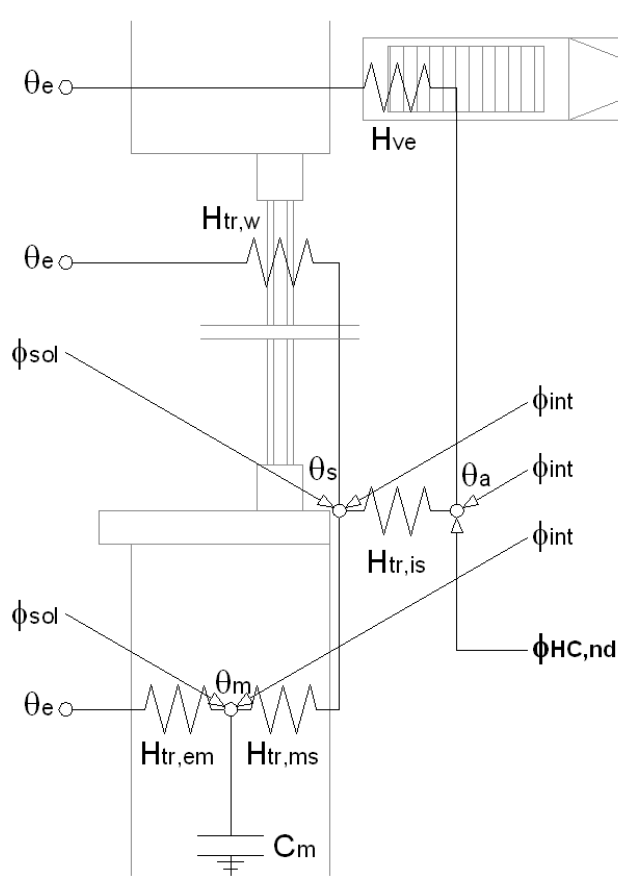 θe
Hve
Htr,w
θe
ϕsol
ϕint
θs
θa
ϕint
Htr,is
ϕint
ϕsol
ϕHC,nd
θm
θe
Htr,em
Htr,ms
Cm